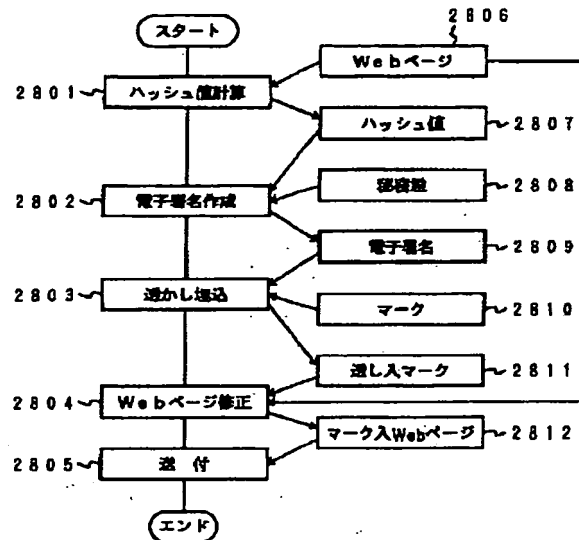 2806
スタート
Webページ
2801
ハッシュ値計算
ハッシュ値
2807
秘密鍵
2808
2802
電子署名作成
電子署名
2809
2803
透かし埋込
マーク
2810
透し入マーク
2811
2804
Webページ修正
マーク入Webページ
2812
2805
送 付
エンド